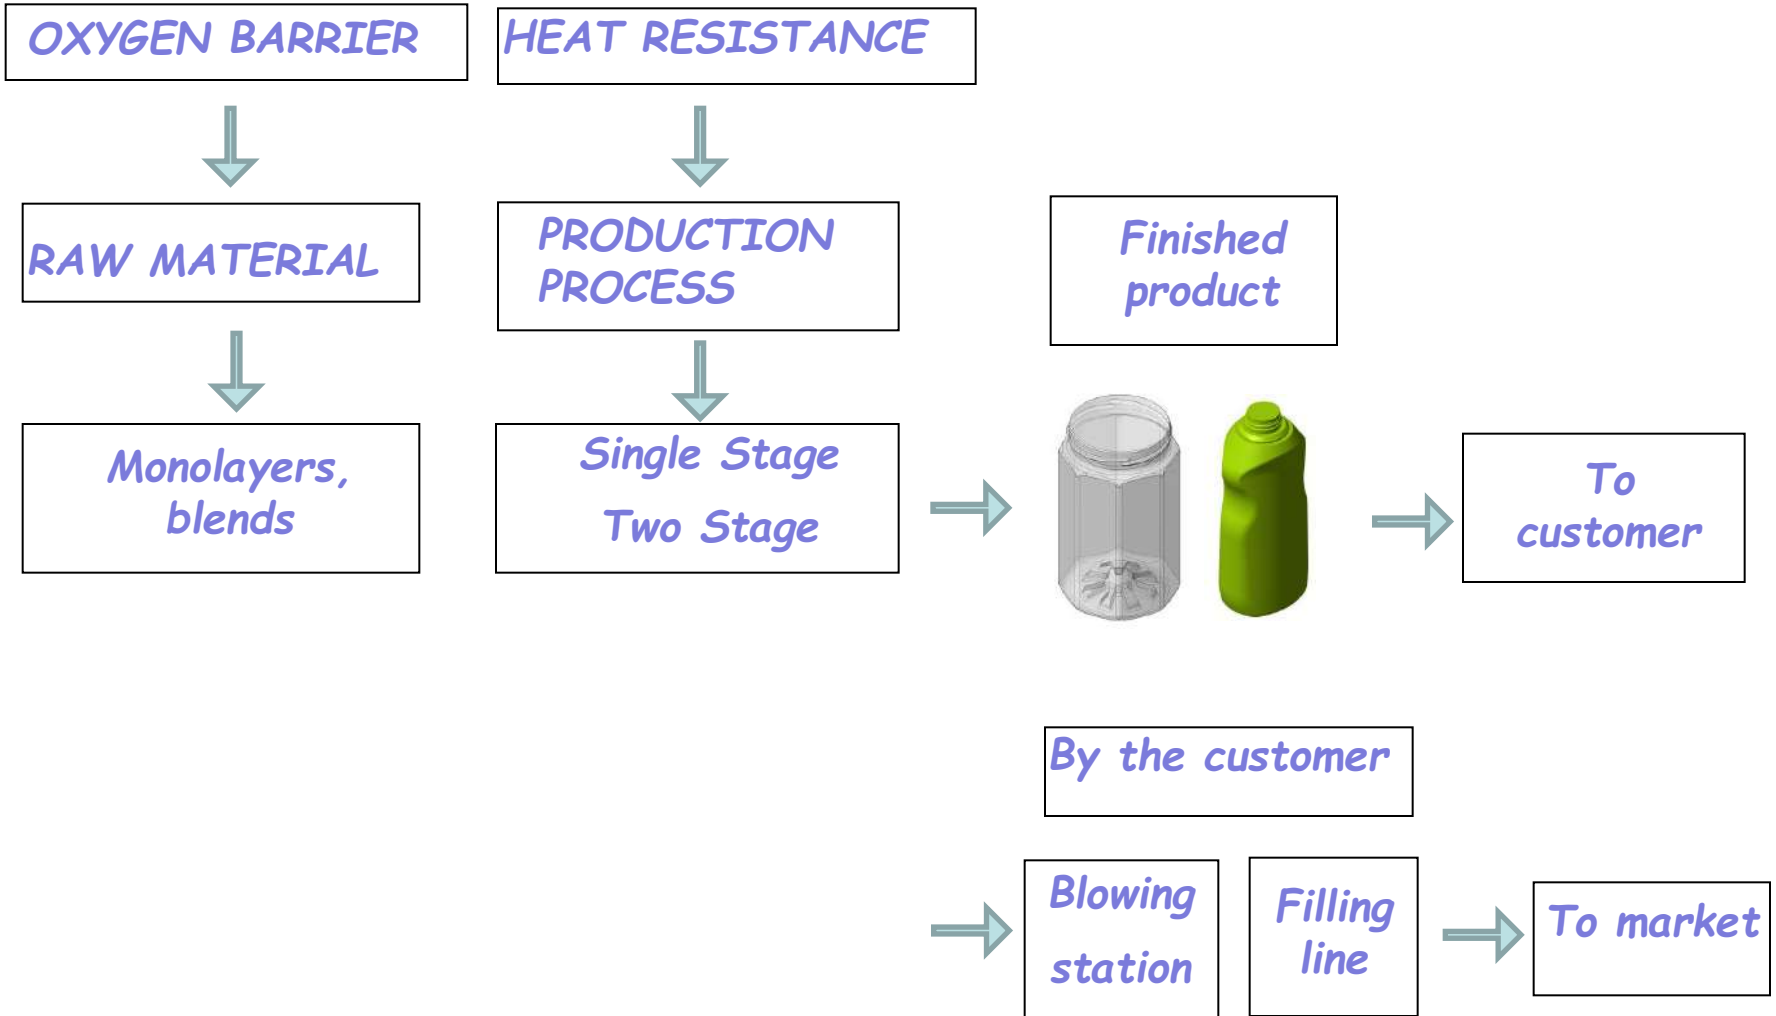 OXYGEN BARRIER
HEAT RESISTANCE
RAW MATERIAL
PRODUCTION
PROCESS
Finished
product
Monolayers,
blends
Single Stage
Two Stage
To
customer
By the customer
Blowing
station
Filling
line
To market